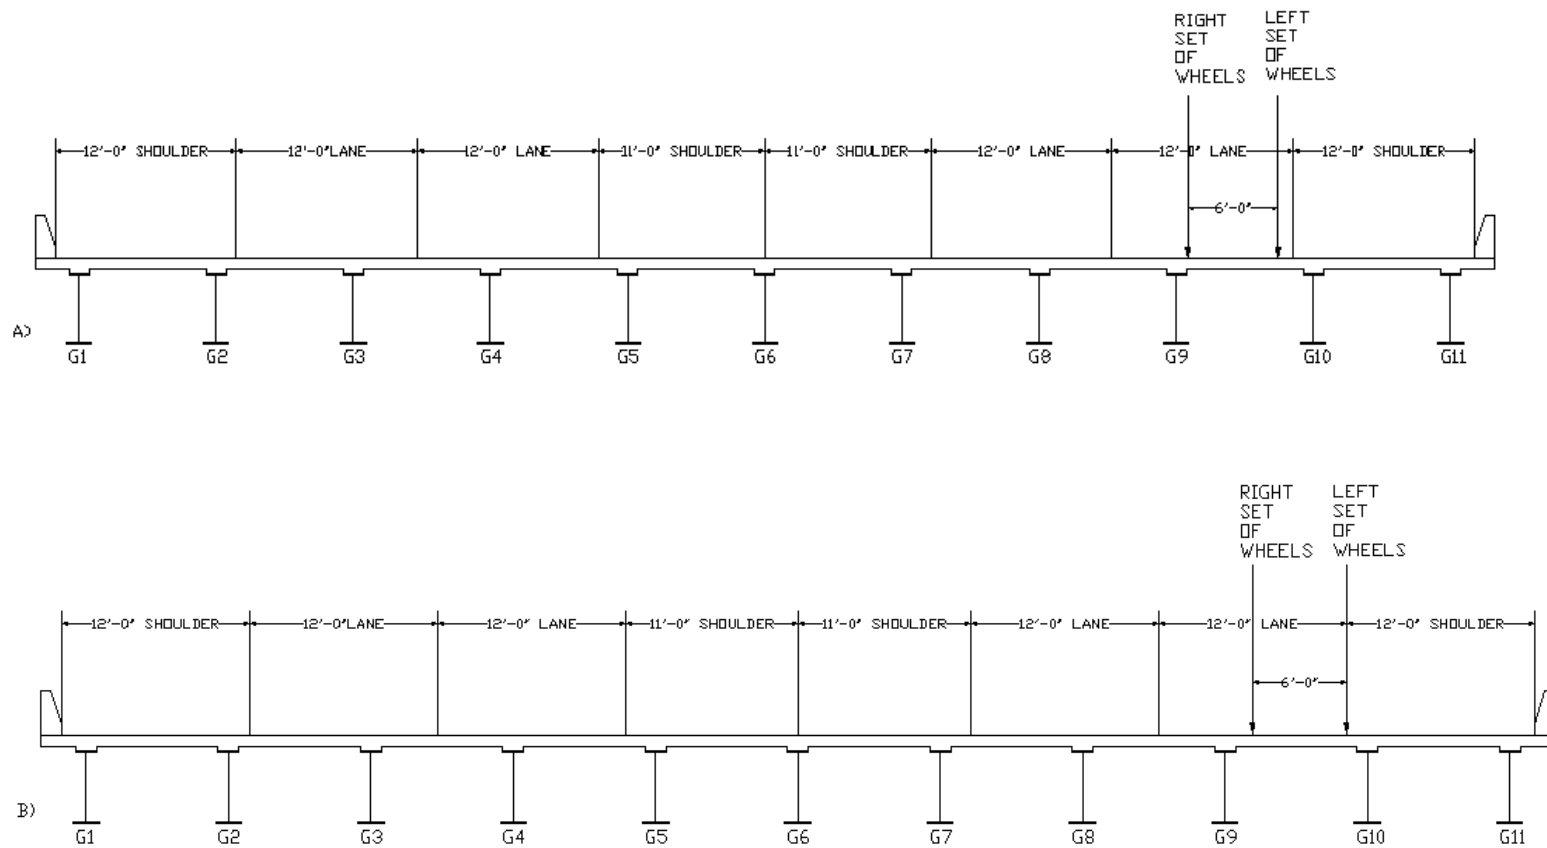 RIGHT
SET
OF
WHEELS
LEFT
SET
OF
WHEELS
12'-0" SHOULDER
12'-0"LANE
12'-0" LANE
11'-0" SHOULDER
11'-0" SHOULDER
12'-0" LANE
12'-0" LANE
12'-0" SHOULDER
6'-0"
A)
G1
G2
G3
G4
G5
G6
G7
G8
G9
G10
G11
RIGHT
SET
OF
WHEELS
LEFT
SET
OF
WHEELS
12'-0" SHOULDER
12'-0"LANE
12'-0" LANE
11'-0" SHOULDER
11'-0" SHOULDER
12'-0" LANE
12'-0" LANE
12'-0" SHOULDER
6'-0"
B)
G1
G2
G3
G4
G5
G6
G7
G8
G9
G10
G11